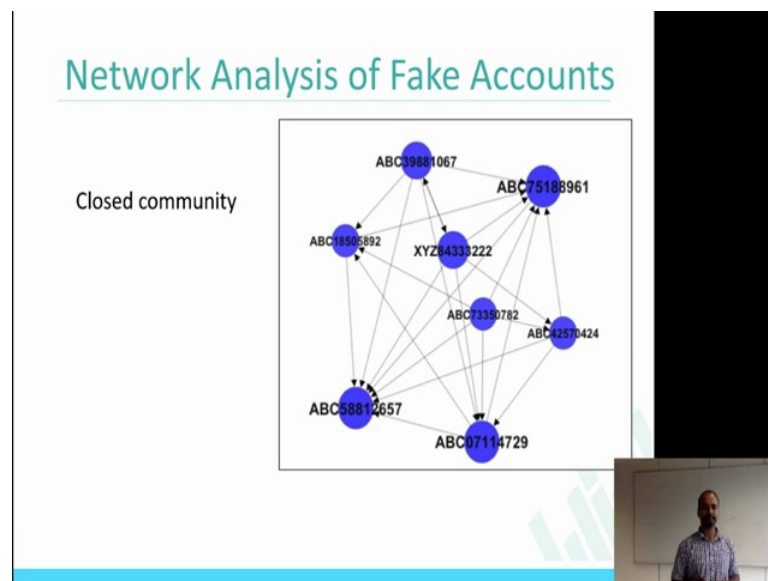 Network Analysis of Fake Accounts
Closed community
ABC39881067
ABC75188961
ABC18505892
XYZ84333222
ABC73350782
ABC42570424
ABC58812657
ABC07114729